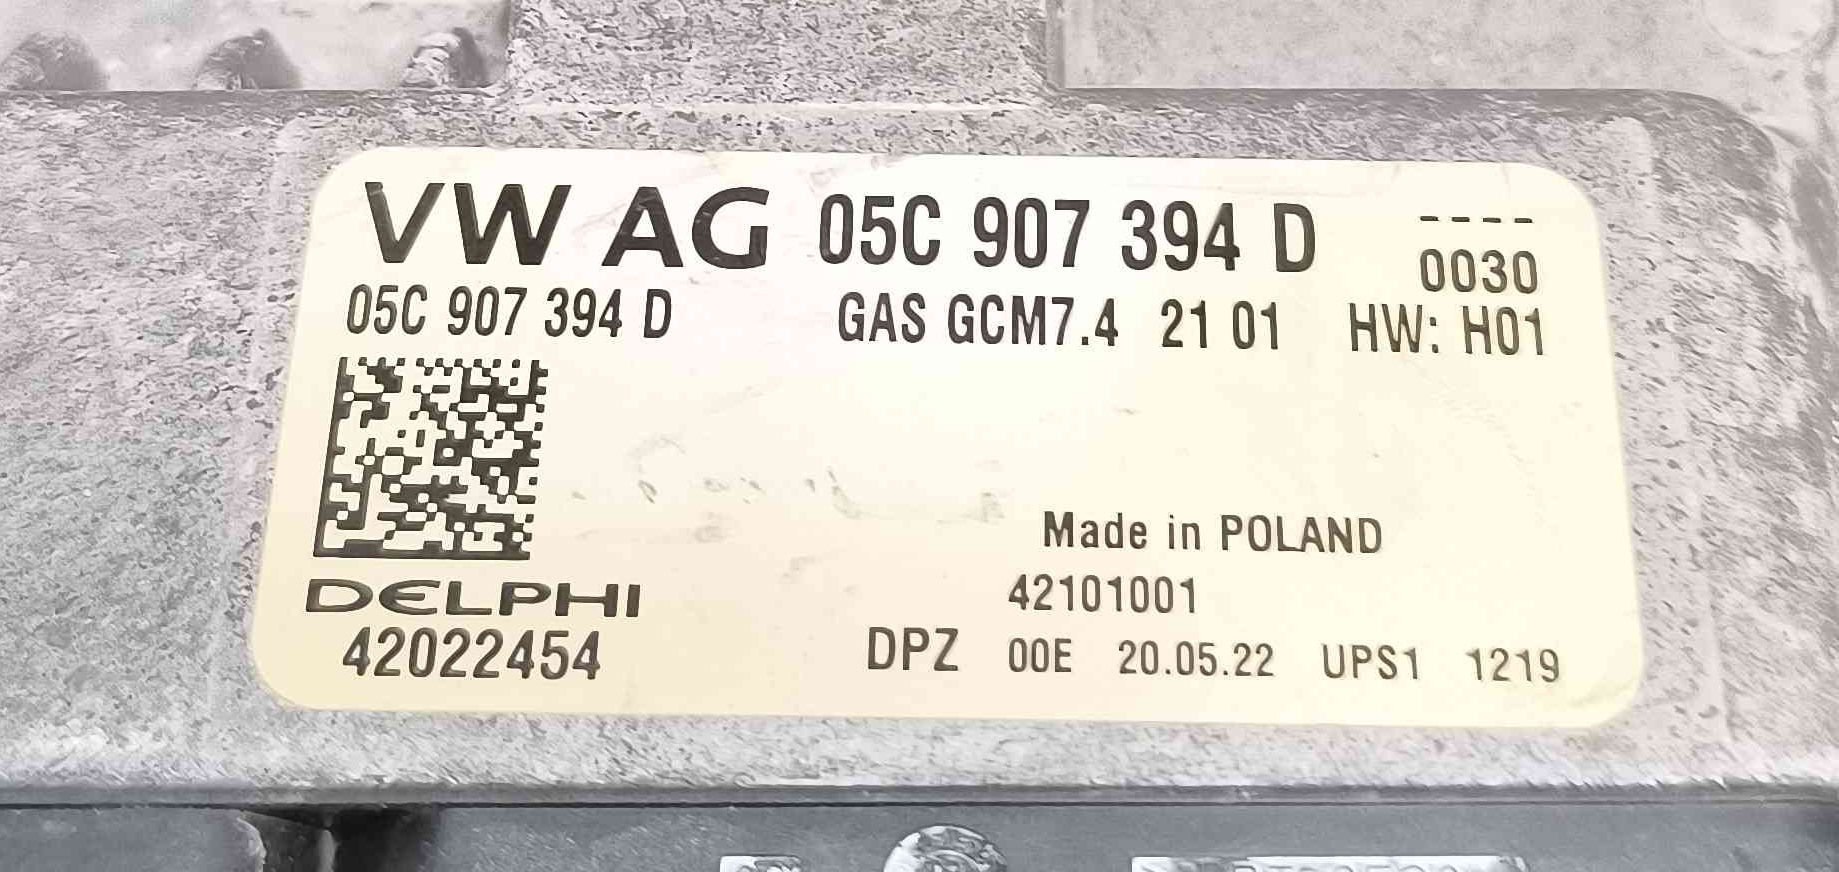 VW AG 05C 907 394 D ----
0030
05C 907 394 D GAS GCM7.4 21 01 HW: H01
Made in POLAND
DELPHI 42101001
42022454 DPZ 00E 20.05.22 UPS1 1219